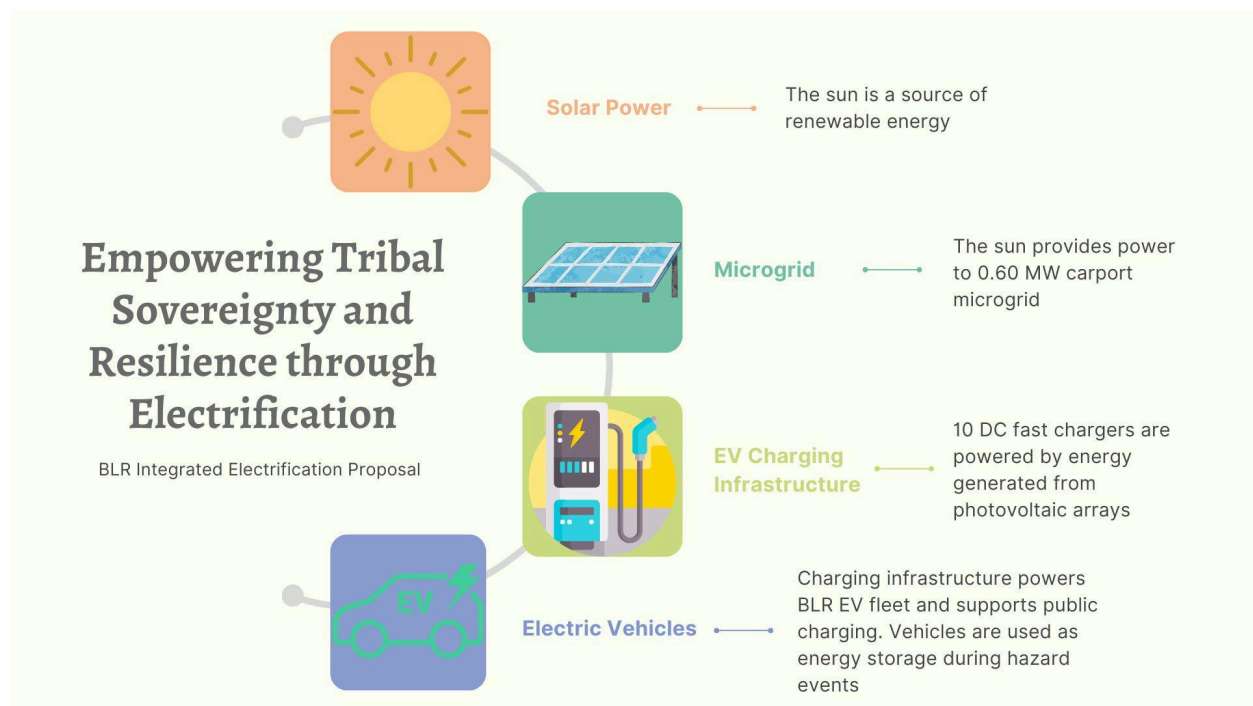 Empowering Tribal
Sovereignty and
Resilience through
Electrification
BLR Integrated Electrification Proposal
Solar Power
The sun is a source of
renewable energy
Microgrid
The sun provides power
to 0.60 MW carport
microgrid
EV Charging
Infrastructure
10 DC fast chargers are
powered by energy
generated from
photovoltaic arrays
EV
Electric Vehicles
Charging infrastructure powers
BLR EV fleet and supports public
charging. Vehicles are used as
energy storage during hazard
events